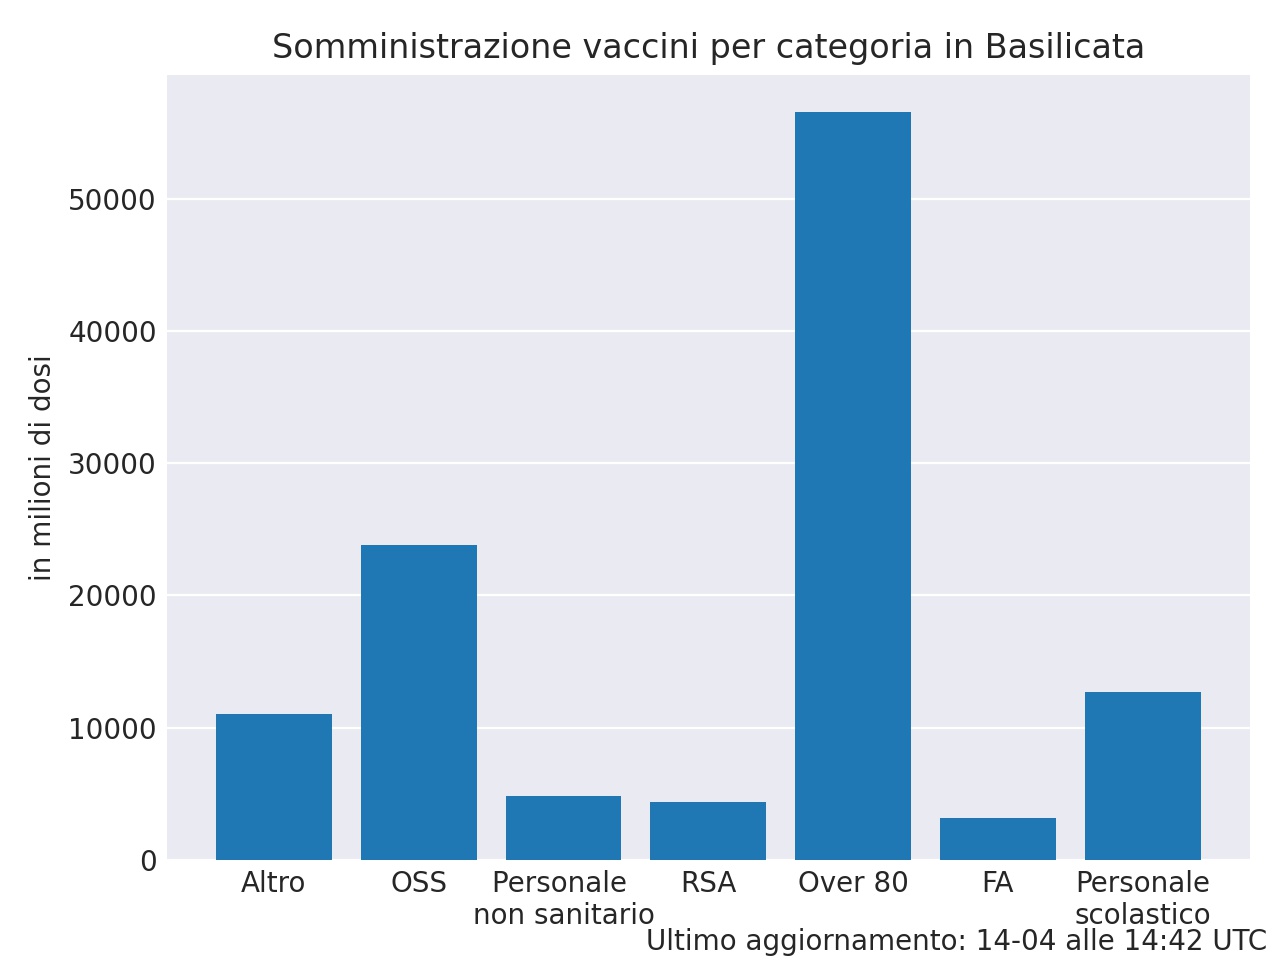 Somministrazione vaccini per categoria in Basilicata
in milioni di dosi
50000
40000
30000
20000
10000
0
Altro
OSS
Personale
non sanitario
RSA
Over 80
FA
Personale
scolastico
Ultimo aggiornamento: 14-04 alle 14:42 UTC